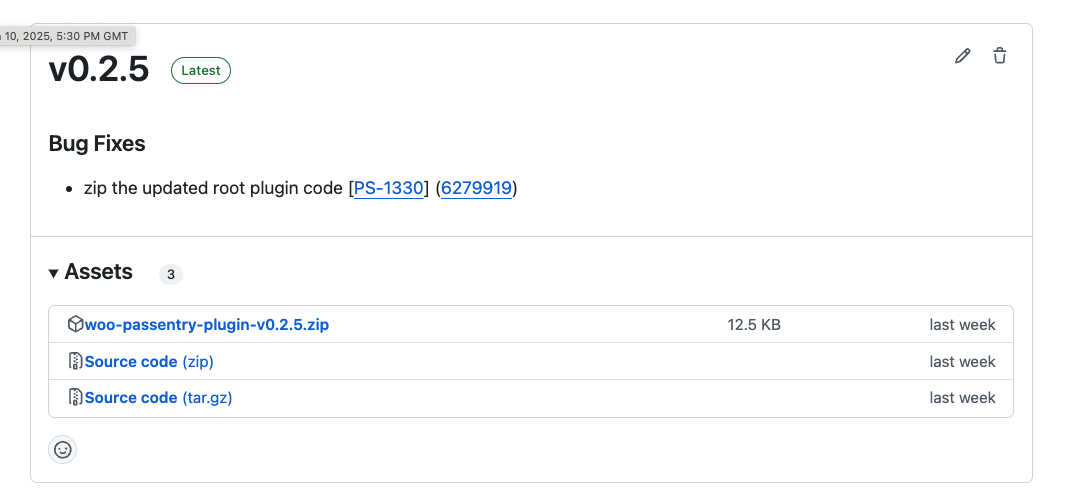 10, 2025, 5:30 PM GMT
v0.2.5 Latest
Bug Fixes
• zip the updated root plugin code [PS-1330] (6279919)
Assets 3
woo-passentry-plugin-v0.2.5.zip 12.5 KB last week
Source code (zip) last week
Source code (tar.gz) last week